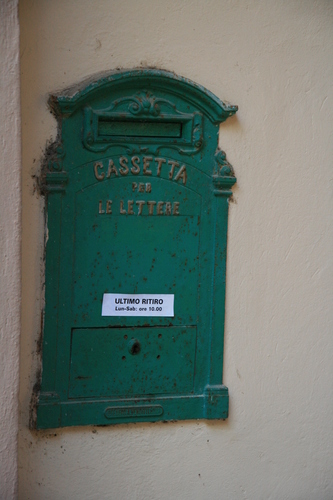 CASSETTA
PER
LE LETTERE
ULTIMO RITIRO
Lun-Sab: ore 10.00